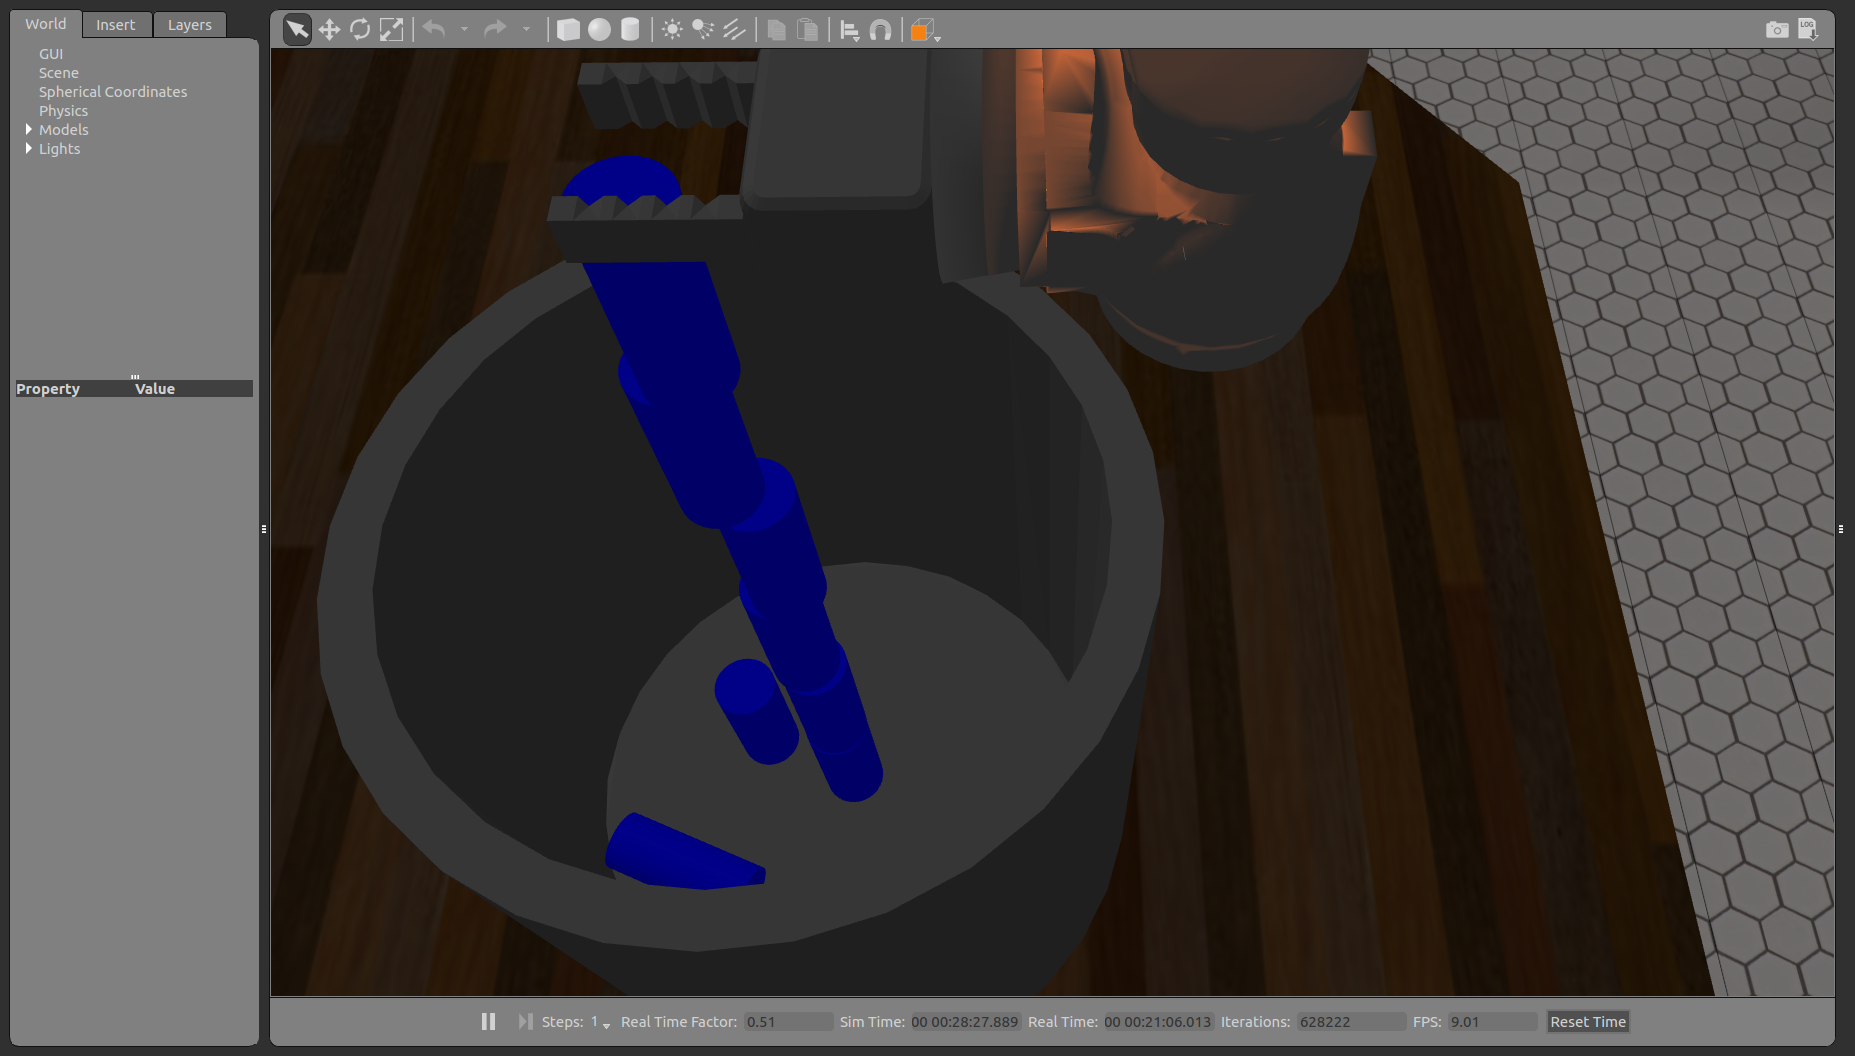 World Insert Layers
GUI
Scene
Spherical Coordinates
Physics
Models
Lights
Property Value
LOG
Steps: 1 Real Time Factor: 0.51 Sim Time: 00 00:28:27.889 Real Time: 00 00:21:06.013 Iterations: 628222 FPS: 9.01 Reset Time